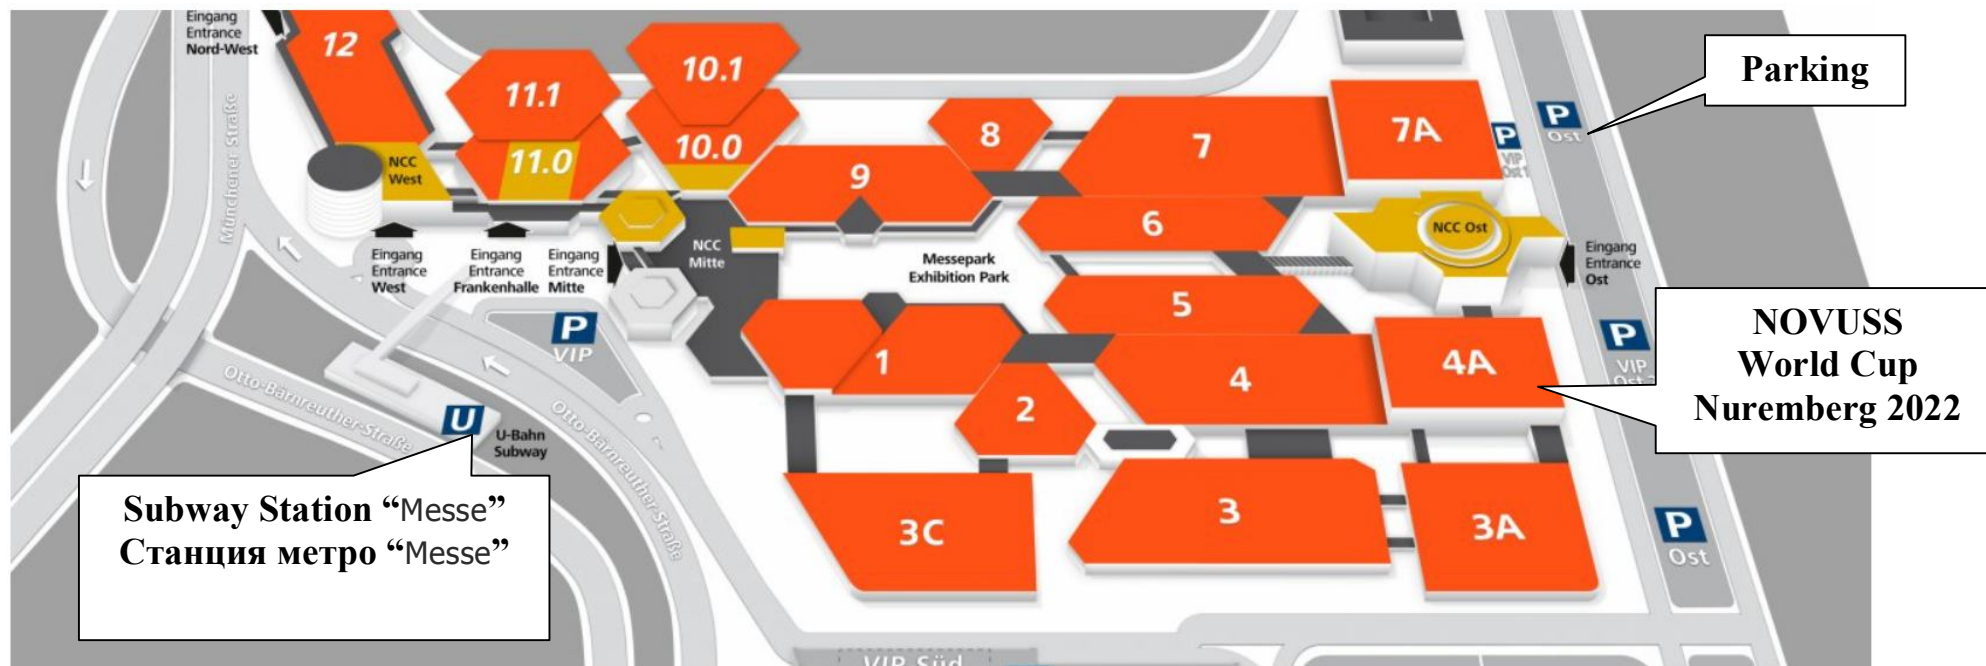 Eingang
Entrance
Nord-West
12
11.1
10.1
8
7
7A
P
Ost
Parking
P
VIP
Ost 1
Münchener Straße
NCC
West
11.0
10.0
9
6
NCC Ost
Eingang
Entrance
West
Eingang
Entrance
Frankenhalle
Eingang
Entrance
Mitte
NCC
Mitte
Messepark
Exhibition Park
Eingang
Entrance
Ost
P
VIP
5
1
4
4A
P
VIP
NOVUSS
World Cup
Nuremberg 2022
Otto-Bärnreuther-Straße
Otto-Bärnreuther-Straße
2
U
U-Bahn
Subway
Subway Station “Messe”
Станция метро “Messe”
3C
3
3A
P
Ost
VIP Süd